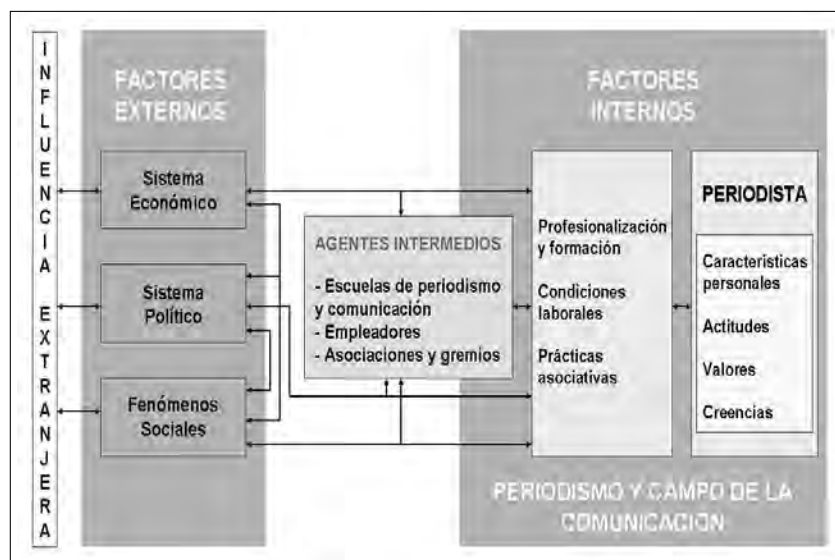 INFLUENCIA EXTRANJERA
FACTORES
EXTERNOS
Sistema
Económico
Sistema
Político
Fenómenos
Sociales
AGENTES INTERMEDIOS
- Escuelas de periodismo
y comunicación
- Empleadores
- Asociaciones y gremios
FACTORES
INTERNOS
Profesionalización
y formación
Condiciones
laborales
Prácticas
asociativas
PERIODISTA
Características
personales
Actitudes
Valores
Creencias
PERIODISMO Y CAMPO DE LA
COMUNICACIÓN